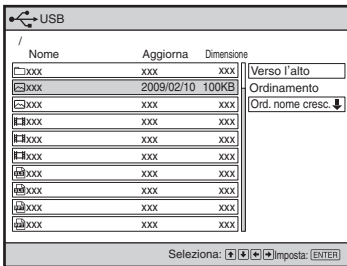 USB
/
Nome Aggiorna Dimensione
xxx xxx xxx Verso l'alto
xxx 2009/02/10 100KB Ordinamento
xxx xxx xxx Ord. nome cresc.
xxx xxx xxx
xxx xxx xxx
xxx xxx xxx
xxx xxx xxx
xxx xxx xxx
xxx xxx xxx
xxx xxx xxx
Seleziona: Imposta: ENTER